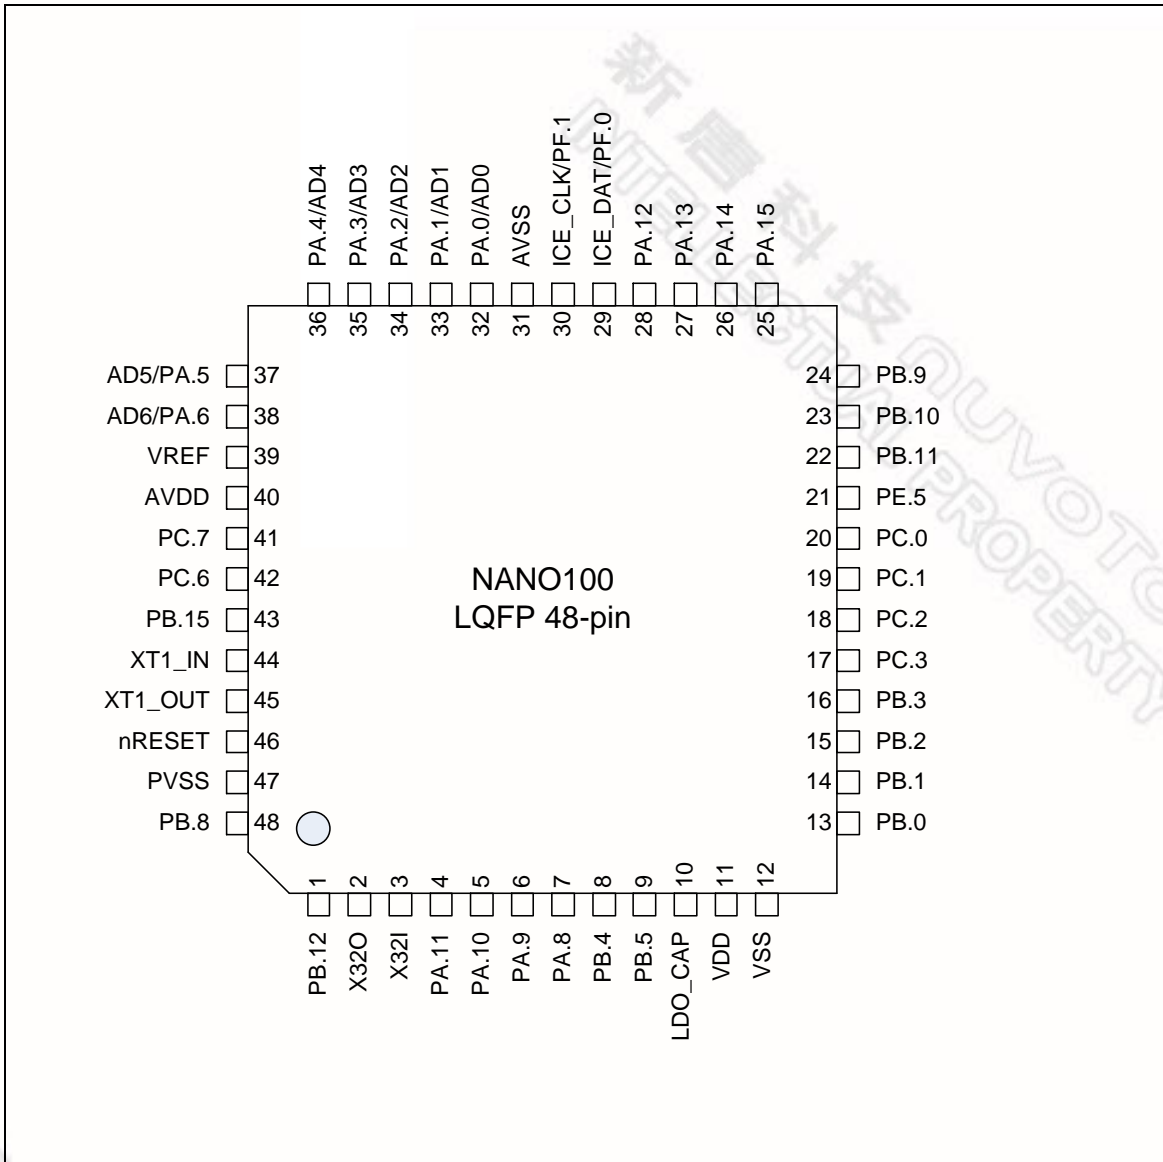 新唐科技 nuvoTo
INTELLECTUAL PROPERTY
PA.4/AD4
PA.3/AD3
PA.2/AD2
PA.1/AD1
PA.0/AD0
AVSS
ICE_CLK/PF.1
ICE_DAT/PF.0
PA.12
PA.13
PA.14
PA.15
36 35 34 33 32 31 30 29 28 27 26 25
AD5/PA.5 37
AD6/PA.6 38
VREF 39
AVDD 40
PC.7 41
PC.6 42
PB.15 43
XT1_IN 44
XT1_OUT 45
nRESET 46
PVSS 47
PB.8 48
NANO100
LQFP 48-pin
24 PB.9
23 PB.10
22 PB.11
21 PE.5
20 PC.0
19 PC.1
18 PC.2
17 PC.3
16 PB.3
15 PB.2
14 PB.1
13 PB.0
1 2 3 4 5 6 7 8 9 10 11 12
PB.12
X32O
X32I
PA.11
PA.10
PA.9
PA.8
PB.4
PB.5
LDO_CAP
VDD
VSS